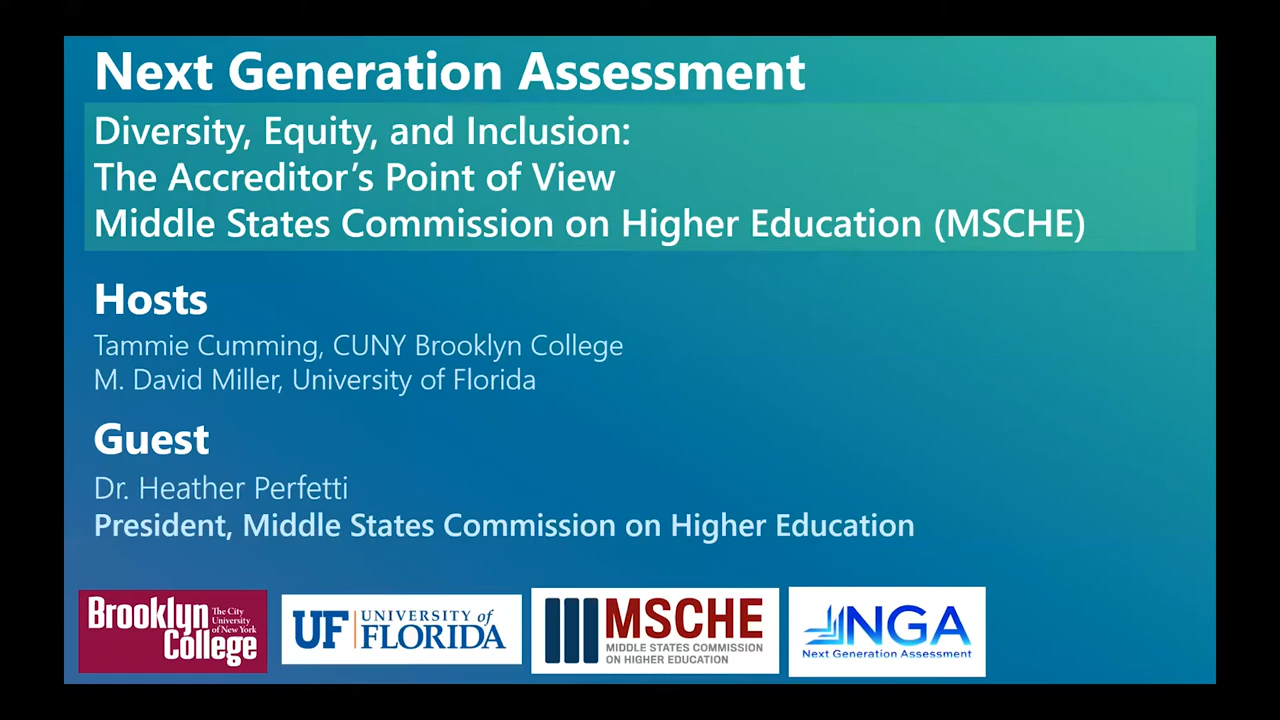 Next Generation Assessment
Diversity, Equity, and Inclusion:
The Accreditor’s Point of View
Middle States Commission on Higher Education (MSCHE)
Hosts
Tammie Cumming, CUNY Brooklyn College
M. David Miller, University of Florida
Guest
Dr. Heather Perfetti
President, Middle States Commission on Higher Education
Brooklyn College
The City
University
of New York
UF UNIVERSITY of
FLORIDA
MSCHE
MIDDLE STATES COMMISSION
ON HIGHER EDUCATION
NGA
Next Generation Assessment